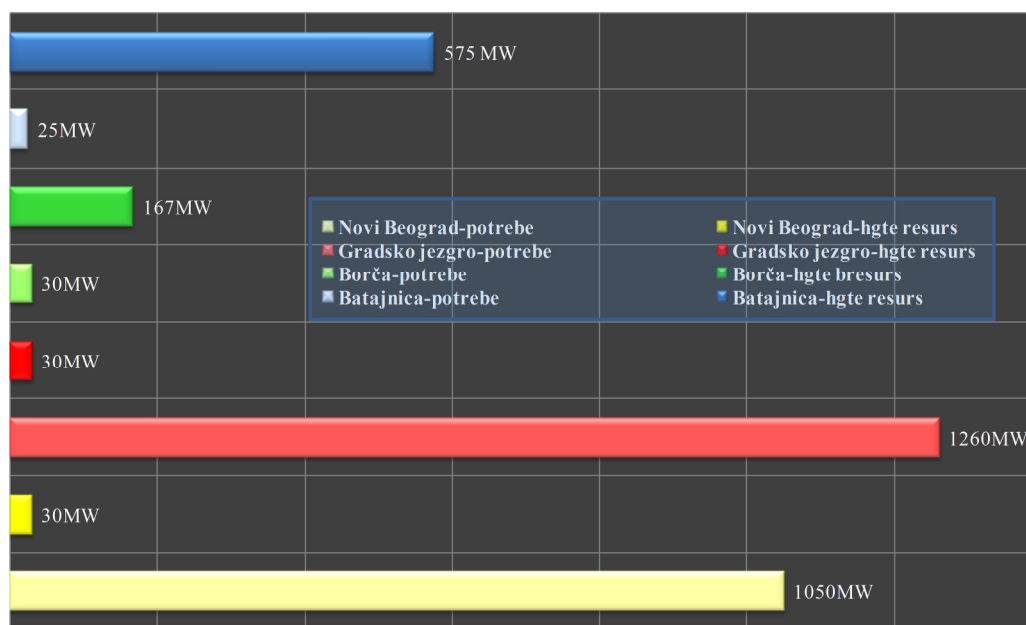 575 MW
25MW
167MW
Novi Beograd-potrebe Novi Beograd-hgte resurs
Gradsko jezgro-potrebe Gradsko jezgro-hgte resurs
Borča-potrebe Borča-hgte bresurs
Batajnica-potrebe Batajnica-hgte resurs
30MW
30MW
1260MW
30MW
1050MW